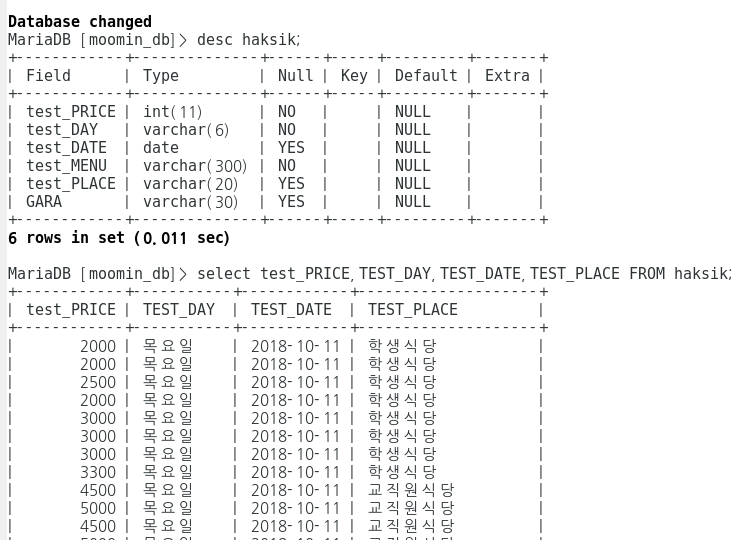 Database changed
MariaDB [moomin_db]> desc haksik;
+------------+--------------+------+-----+---------+-------+
| Field | Type | Null | Key | Default | Extra |
+------------+--------------+------+-----+---------+-------+
| test_PRICE | int(11) | NO | | NULL | |
| test_DAY | varchar(6) | NO | | NULL | |
| test_DATE | date | YES | | NULL | |
| test_MENU | varchar(300) | NO | | NULL | |
| test_PLACE | varchar(20) | YES | | NULL | |
| GARA | varchar(30) | YES | | NULL | |
+------------+--------------+------+-----+---------+-------+
6 rows in set (0.011 sec)
MariaDB [moomin_db]> select test_PRICE,TEST_DAY,TEST_DATE,TEST_PLACE FROM haksik;
+------------+-----------+------------+--------------------+
| test_PRICE | TEST_DAY | TEST_DATE | TEST_PLACE |
+------------+-----------+------------+--------------------+
| 2000 | 목요일 | 2018-10-11 | 학생식당 |
| 2000 | 목요일 | 2018-10-11 | 학생식당 |
| 2500 | 목요일 | 2018-10-11 | 학생식당 |
| 2000 | 목요일 | 2018-10-11 | 학생식당 |
| 3000 | 목요일 | 2018-10-11 | 학생식당 |
| 3000 | 목요일 | 2018-10-11 | 학생식당 |
| 3000 | 목요일 | 2018-10-11 | 학생식당 |
| 3300 | 목요일 | 2018-10-11 | 학생식당 |
| 4500 | 목요일 | 2018-10-11 | 교직원식당 |
| 5000 | 목요일 | 2018-10-11 | 교직원식당 |
| 4500 | 목요일 | 2018-10-11 | 교직원식당 |